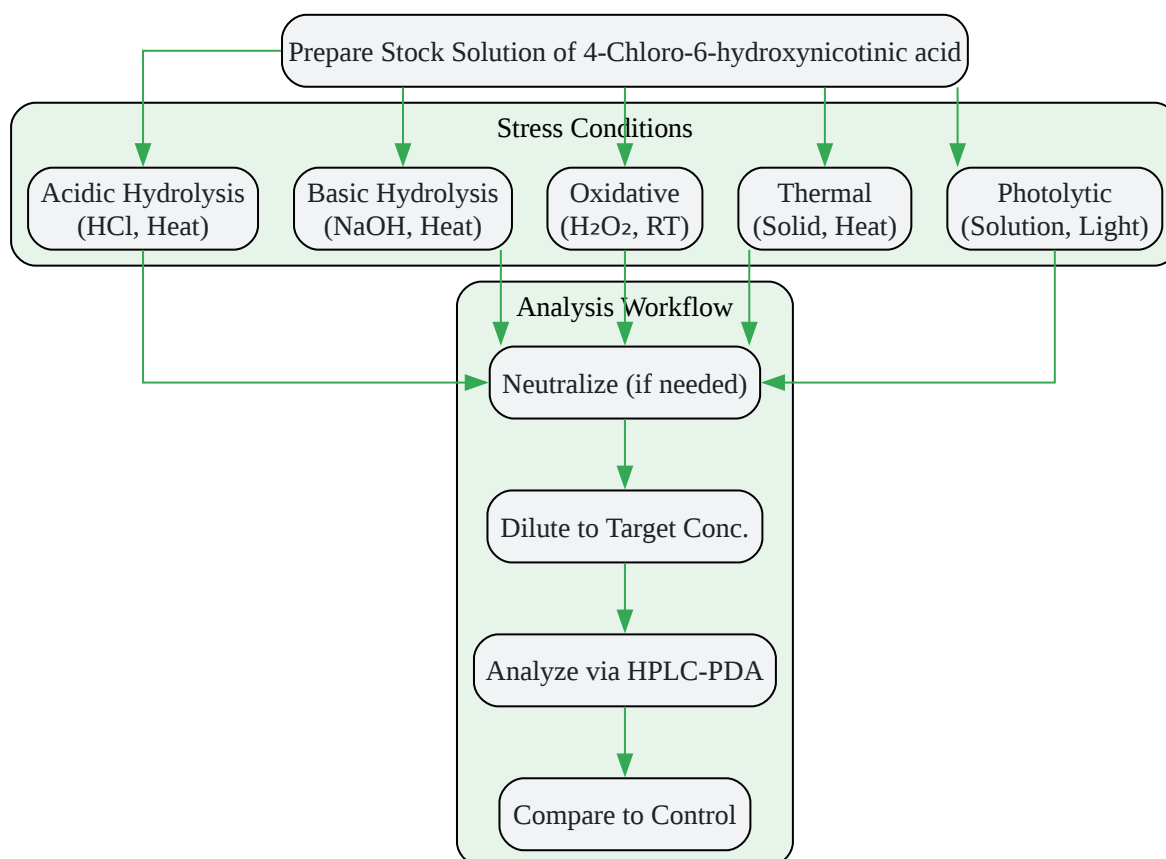 Prepare Stock Solution of 4-Chloro-6-hydroxynicotinic acid
Stress Conditions
Acidic Hydrolysis
(HCl, Heat)
Basic Hydrolysis
(NaOH, Heat)
Oxidative
(H₂O₂, RT)
Thermal
(Solid, Heat)
Photolytic
(Solution, Light)
Analysis Workflow
Neutralize (if needed)
Dilute to Target Conc.
Analyze via HPLC-PDA
Compare to Control